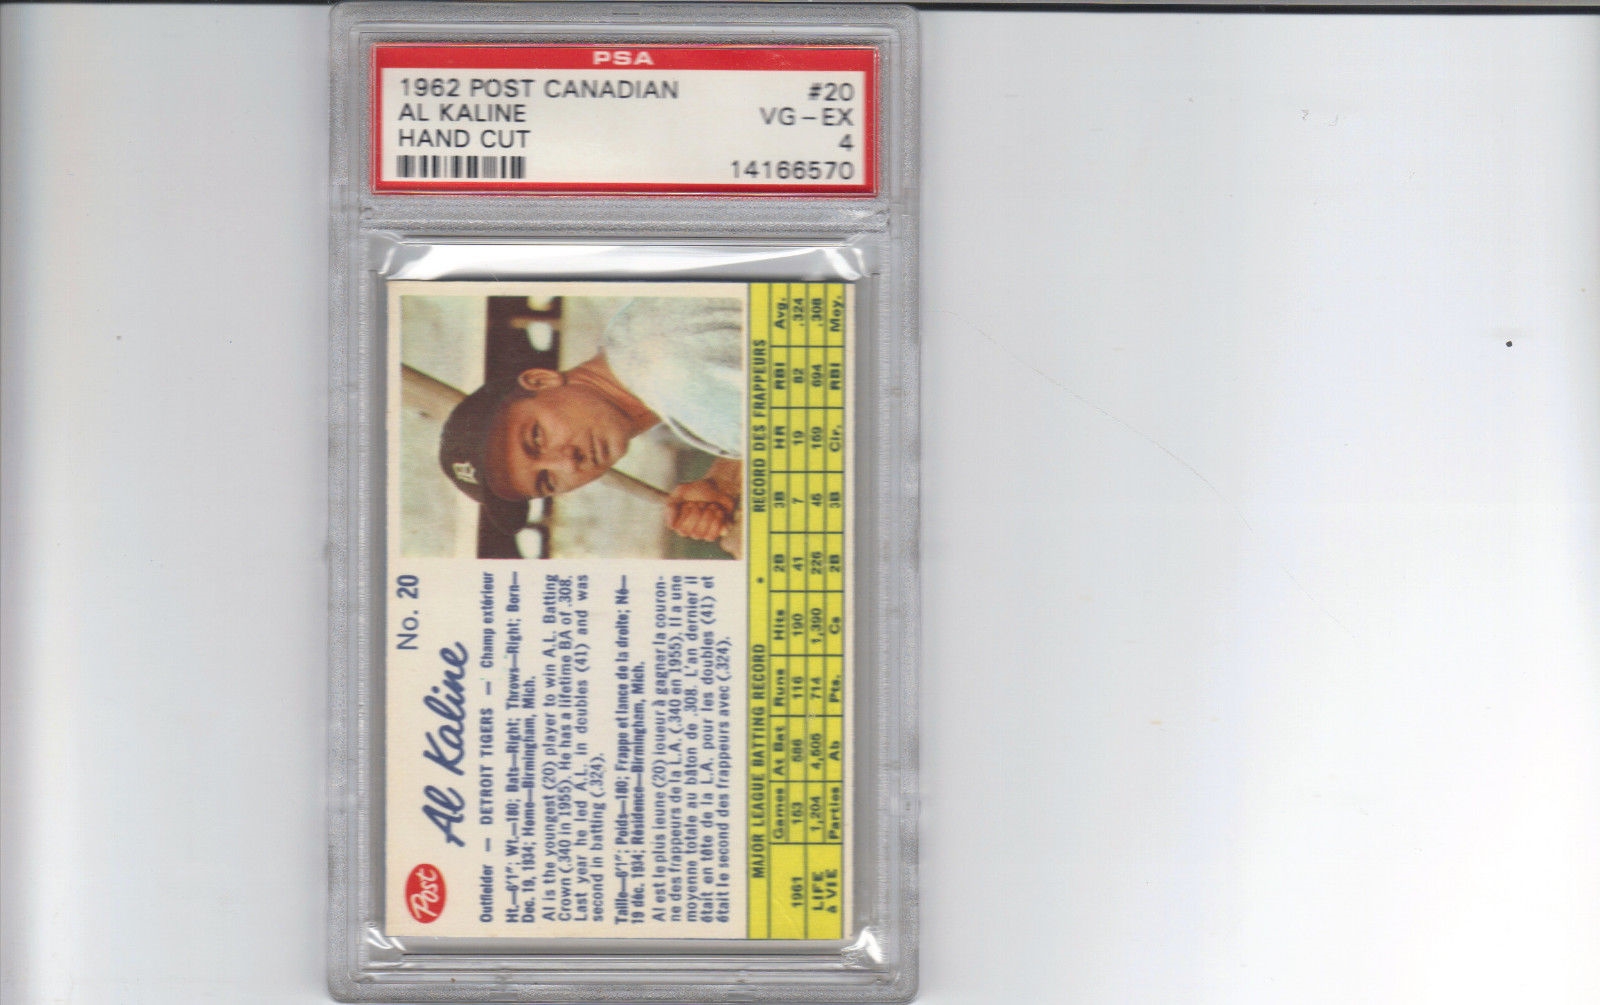 PSA
1962 POST CANADIAN #20
AL KALINE VG-EX
HAND CUT 4
14166570
Post
No. 20
Al Kaline
Outfielder — DETROIT TIGERS — Champ extérieur
Ht.—6'1"; Wt.—180; Bats—Right; Throws—Right; Born—
Dec. 19, 1934; Home—Birmingham, Mich.
Al is the youngest (20) player to win A.L. Batting
Crown (.340 in 1955). He has a lifetime BA of .308.
Last year he led A.L. in doubles (41) and was
second in batting (.324).
Taille—6'1"; Poids—180; Frappe et lance de la droite; Né—
19 déc. 1934; Résidence—Birmingham, Mich.
Al est le plus jeune (20) joueur à gagner la couron-
ne des frappeurs de la L.A. (.340 en 1955). Il a une
moyenne totale au bâton de .308. L'an dernier il
était en tête de la L.A. pour les doubles (41) et
était le second des frappeurs avec (.324).
MAJOR LEAGUE BATTING RECORD • RECORD DES FRAPPEURS
Games At Bat Runs Hits 2B 3B HR RBI Avg.
1961 153 586 116 190 41 7 19 82 .324
LIFE
À VIE 1,204 4,505 714 1,390 226 45 159 694 .308
Parties Ab Pts. Cs 2B 3B Cir. RBI Moy.